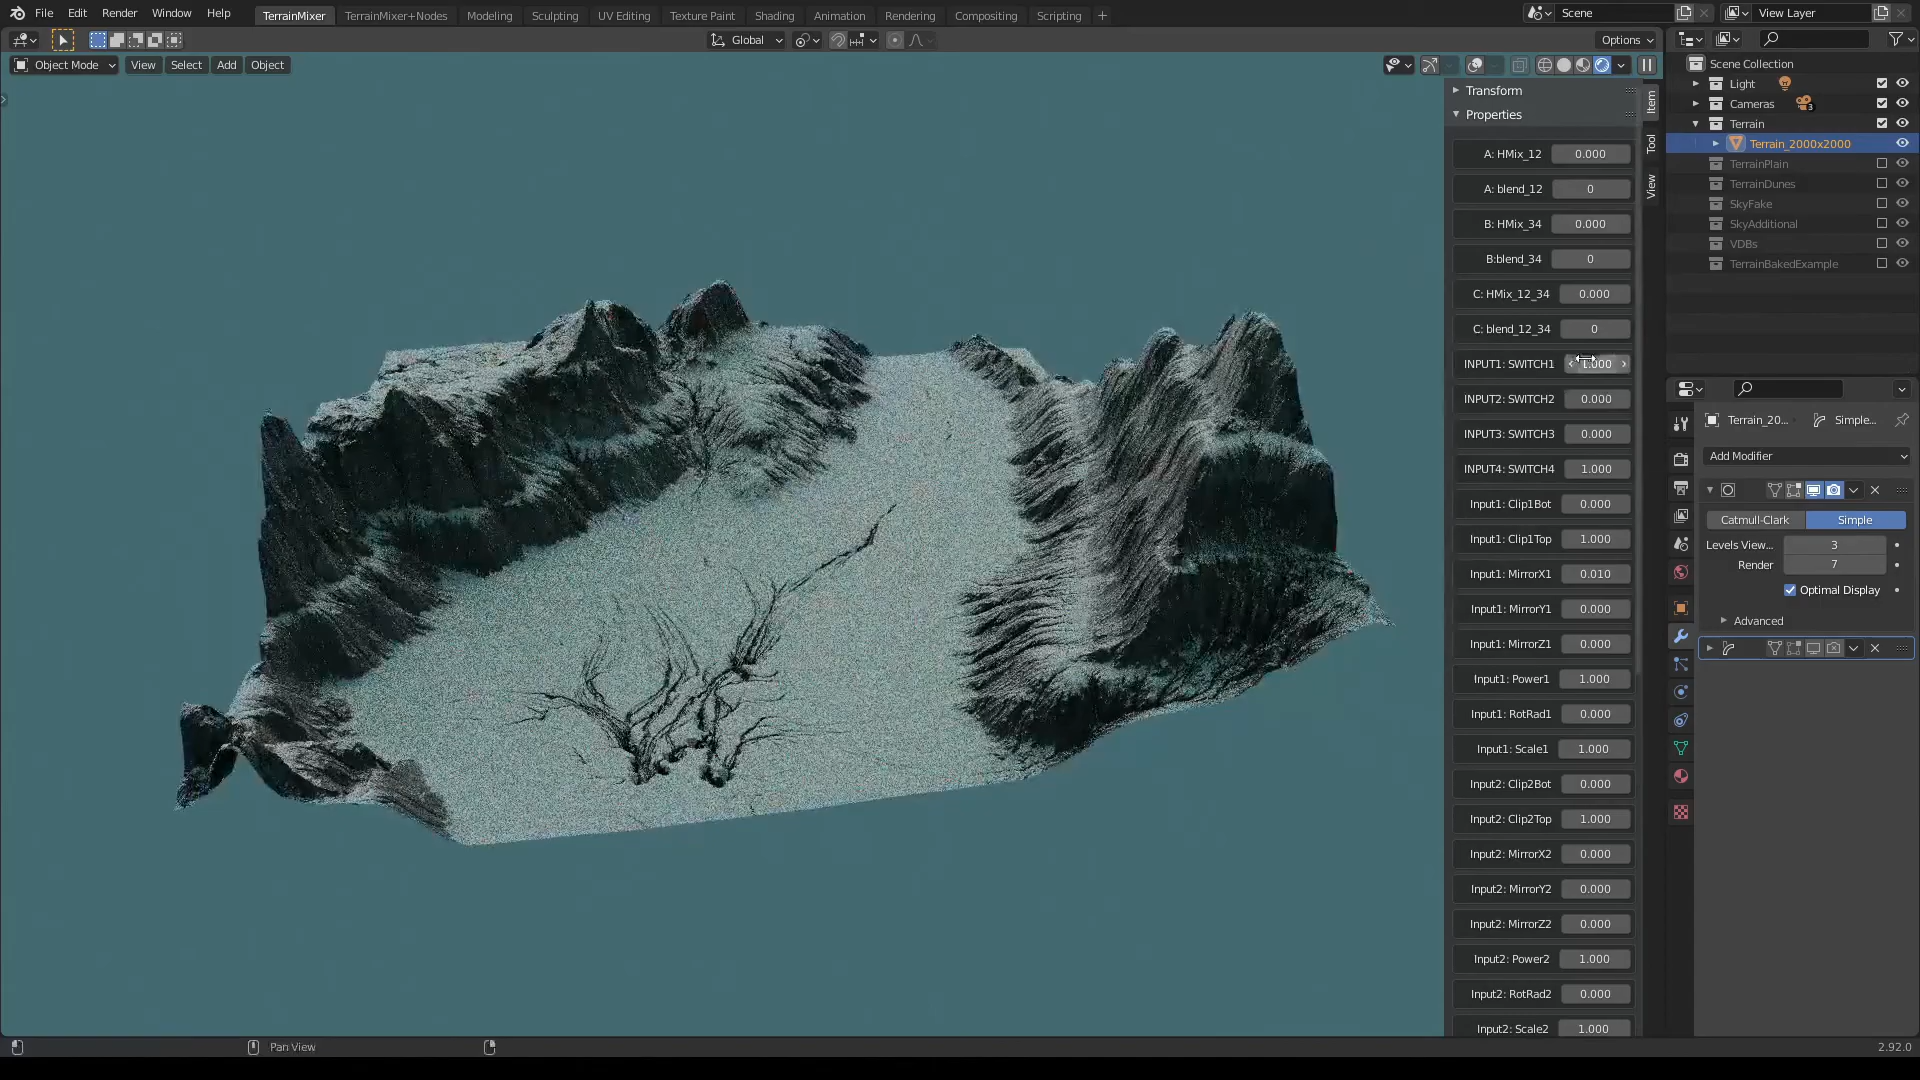 File Edit Render Window Help TerrainMixer TerrainMixer+Nodes Modeling Sculpting UV Editing Texture Paint Shading Animation Rendering Compositing Scripting + Scene View Layer
Global Options
Object Mode View Select Add Object
Transform
Properties
Item
Tool
View
A: HMix_12 0.000
A: blend_12 0
B: HMix_34 0.000
B:blend_34 0
C: HMix_12_34 0.000
C: blend_12_34 0
INPUT1: SWITCH1 1.000
INPUT2: SWITCH2 0.000
INPUT3: SWITCH3 0.000
INPUT4: SWITCH4 1.000
Input1: Clip1Bot 0.000
Input1: Clip1Top 1.000
Input1: MirrorX1 0.010
Input1: MirrorY1 0.000
Input1: MirrorZ1 0.000
Input1: Power1 1.000
Input1: RotRad1 0.000
Input1: Scale1 1.000
Input2: Clip2Bot 0.000
Input2: Clip2Top 1.000
Input2: MirrorX2 0.000
Input2: MirrorY2 0.000
Input2: MirrorZ2 0.000
Input2: Power2 1.000
Input2: RotRad2 0.000
Input2: Scale2 1.000
Scene Collection
Light
Cameras 3
Terrain
Terrain_2000x2000
TerrainPlain
TerrainDunes
SkyFake
SkyAdditional
VDBs
TerrainBakedExample
Terrain_20... Simple...
Add Modifier
Catmull-Clark Simple
Levels View... 3
Render 7
Optimal Display
Advanced
Pan View
2.92.0